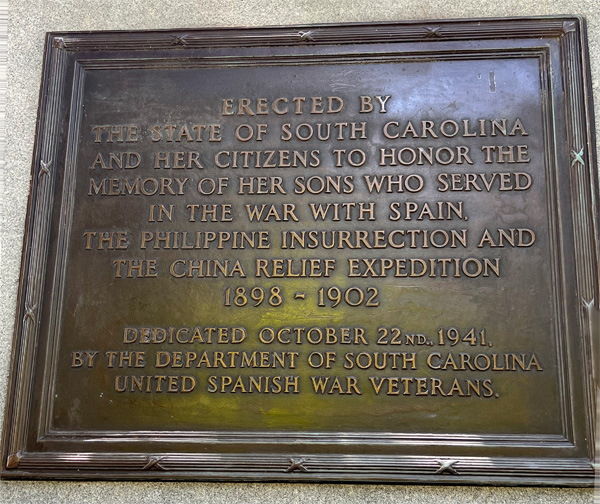 ERECTED BY
THE STATE OF SOUTH CAROLINA
AND HER CITIZENS TO HONOR THE
MEMORY OF HER SONS WHO SERVED
IN THE WAR WITH SPAIN,
THE PHILIPPINE INSURRECTION AND
THE CHINA RELIEF EXPEDITION
1898 - 1902
DEDICATED OCTOBER 22ND., 1941,
BY THE DEPARTMENT OF SOUTH CAROLINA
UNITED SPANISH WAR VETERANS.